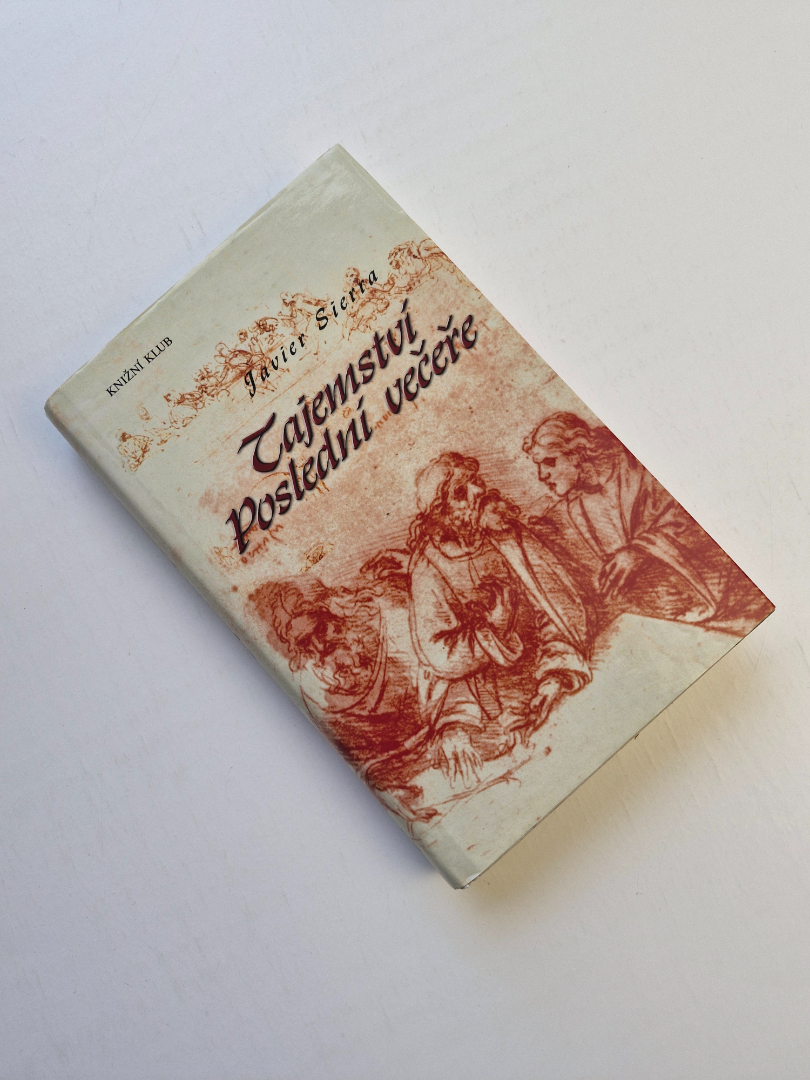 KNIŽNÍ KLUB
Javier Sierra
Tajemství
Poslední večeře